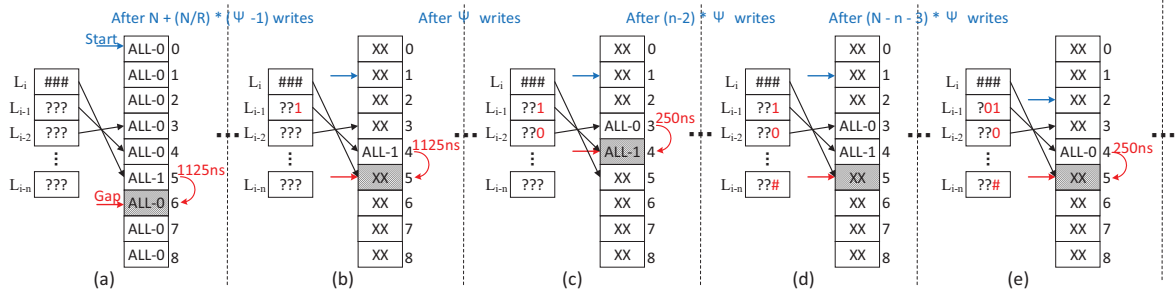 After N + (N/R) * (Ψ -1) writes
After Ψ writes
After (n-2) * Ψ writes
After (N - n - 3) * Ψ writes
Start
ALL-0 0
ALL-0 1
ALL-0 2
ALL-0 3
ALL-0 4
ALL-1 5
ALL-0 6
ALL-0 7
ALL-0 8
Li ###
Li-1 ???
Li-2 ???
⋮
Li-n ???
Gap
1125ns
(a)
...
XX 0
XX 1
XX 2
XX 3
ALL-1 4
XX 5
XX 6
XX 7
XX 8
Li ###
Li-1 ??1
Li-2 ???
⋮
Li-n ???
1125ns
(b)
...
XX 0
XX 1
XX 2
ALL-0 3
ALL-1 4
XX 5
XX 6
XX 7
XX 8
Li ###
Li-1 ??1
Li-2 ??0
⋮
Li-n ???
250ns
(c)
...
XX 0
XX 1
XX 2
ALL-0 3
ALL-1 4
XX 5
XX 6
XX 7
XX 8
Li ###
Li-1 ??1
Li-2 ??0
⋮
Li-n ??#
(d)
...
XX 0
XX 1
XX 2
XX 3
ALL-0 4
XX 5
XX 6
XX 7
XX 8
Li ###
Li-1 ?01
Li-2 ??0
⋮
Li-n ??#
250ns
(e)
...